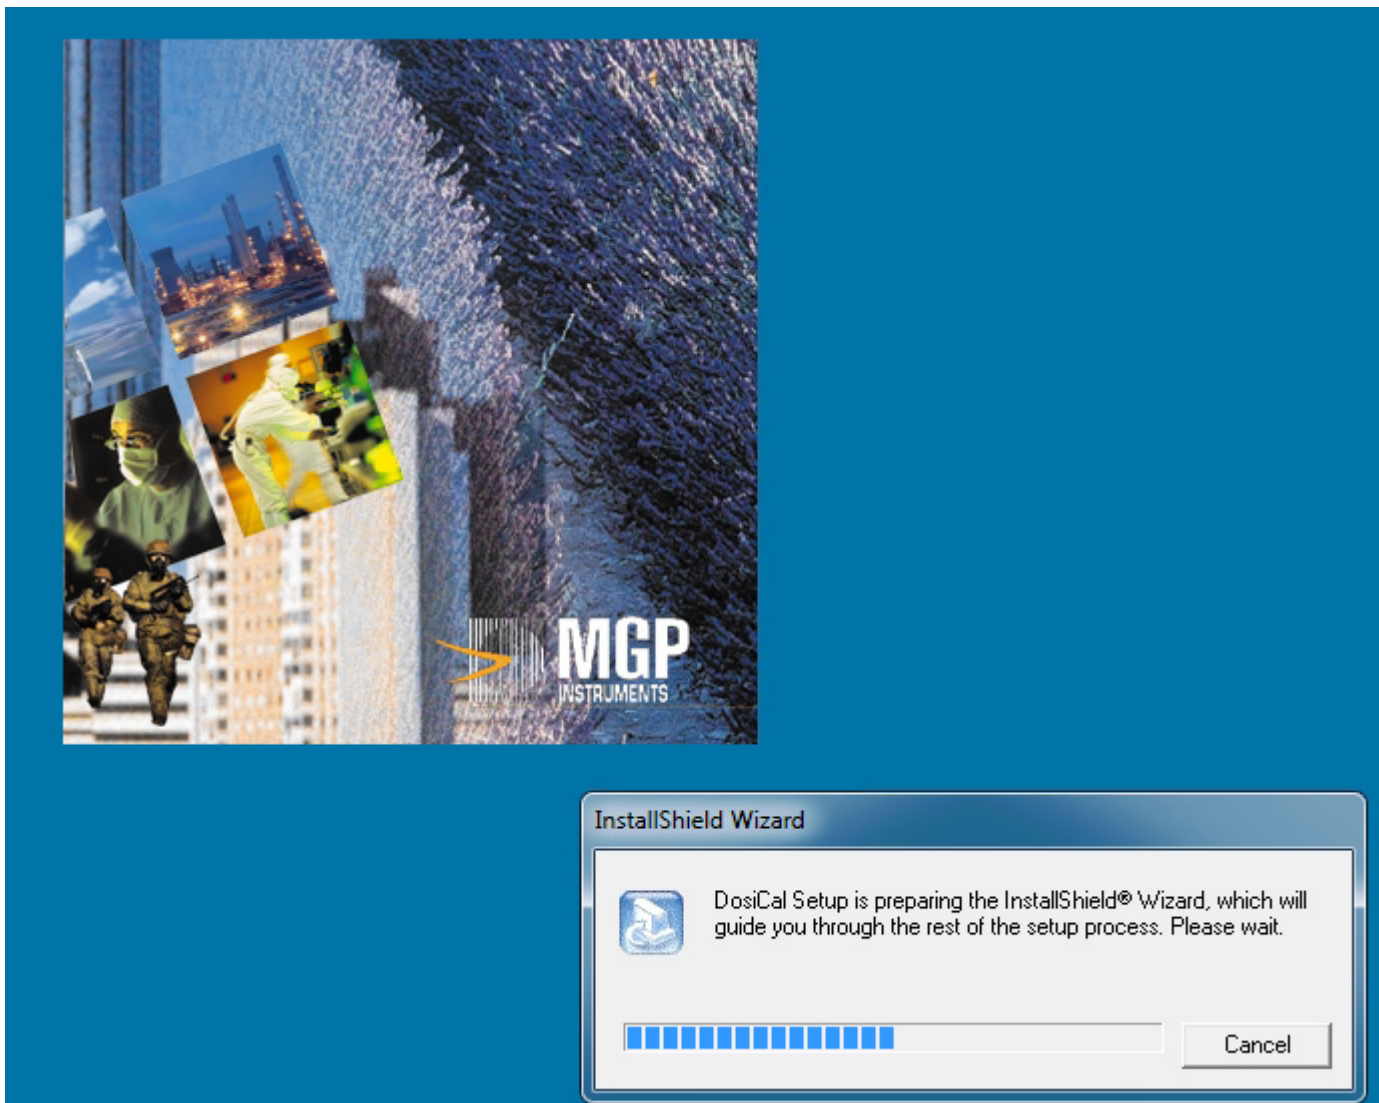 MGP
INSTRUMENTS
InstallShield Wizard
DosiCal Setup is preparing the InstallShield® Wizard, which will
guide you through the rest of the setup process. Please wait.
Cancel